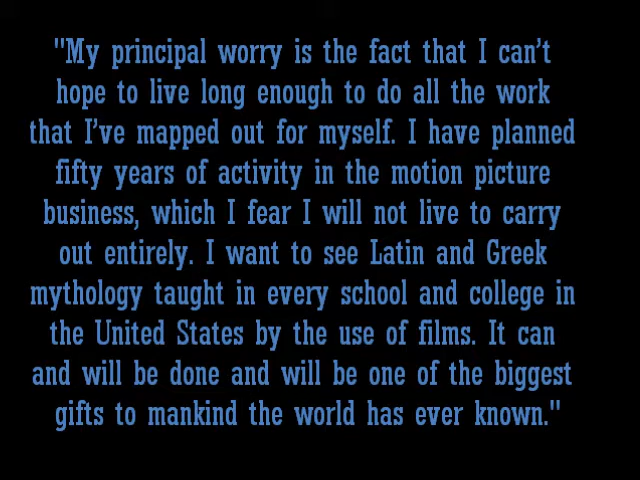 "My principal worry is the fact that I can’t
hope to live long enough to do all the work
that I’ve mapped out for myself. I have planned
fifty years of activity in the motion picture
business, which I fear I will not live to carry
out entirely. I want to see Latin and Greek
mythology taught in every school and college in
the United States by the use of films. It can
and will be done and will be one of the biggest
gifts to mankind the world has ever known."